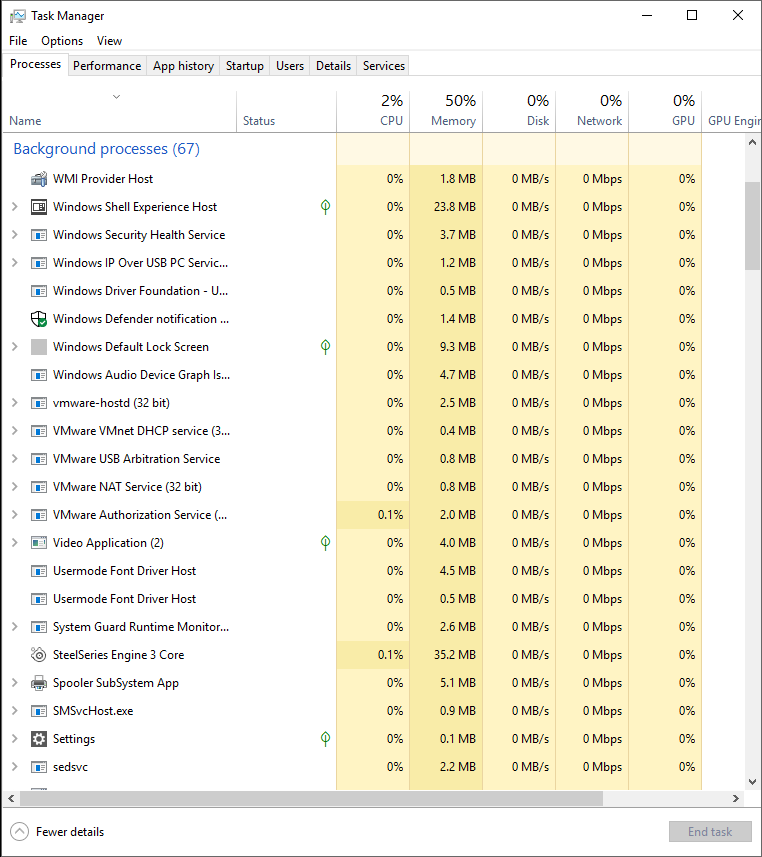 Task Manager
File Options View
Processes Performance App history Startup Users Details Services
2% 50% 0% 0% 0%
Name Status CPU Memory Disk Network GPU GPU Engin
Background processes (67)
WMI Provider Host 0% 1.8 MB 0 MB/s 0 Mbps 0%
Windows Shell Experience Host 0% 23.8 MB 0 MB/s 0 Mbps 0%
Windows Security Health Service 0% 3.7 MB 0 MB/s 0 Mbps 0%
Windows IP Over USB PC Servic... 0% 1.2 MB 0 MB/s 0 Mbps 0%
Windows Driver Foundation - U... 0% 0.5 MB 0 MB/s 0 Mbps 0%
Windows Defender notification ... 0% 1.4 MB 0 MB/s 0 Mbps 0%
Windows Default Lock Screen 0% 9.3 MB 0 MB/s 0 Mbps 0%
Windows Audio Device Graph Is... 0% 4.7 MB 0 MB/s 0 Mbps 0%
vmware-hostd (32 bit) 0% 2.5 MB 0 MB/s 0 Mbps 0%
VMware VMnet DHCP service (3... 0% 0.4 MB 0 MB/s 0 Mbps 0%
VMware USB Arbitration Service 0% 0.8 MB 0 MB/s 0 Mbps 0%
VMware NAT Service (32 bit) 0% 0.8 MB 0 MB/s 0 Mbps 0%
VMware Authorization Service (... 0.1% 2.0 MB 0 MB/s 0 Mbps 0%
Video Application (2) 0% 4.0 MB 0 MB/s 0 Mbps 0%
Usermode Font Driver Host 0% 4.5 MB 0 MB/s 0 Mbps 0%
Usermode Font Driver Host 0% 0.5 MB 0 MB/s 0 Mbps 0%
System Guard Runtime Monitor... 0% 2.6 MB 0 MB/s 0 Mbps 0%
SteelSeries Engine 3 Core 0.1% 35.2 MB 0 MB/s 0 Mbps 0%
Spooler SubSystem App 0% 5.1 MB 0 MB/s 0 Mbps 0%
SMSvcHost.exe 0% 0.9 MB 0 MB/s 0 Mbps 0%
Settings 0% 0.1 MB 0 MB/s 0 Mbps 0%
sedsvc 0% 2.2 MB 0 MB/s 0 Mbps 0%
Fewer details End task